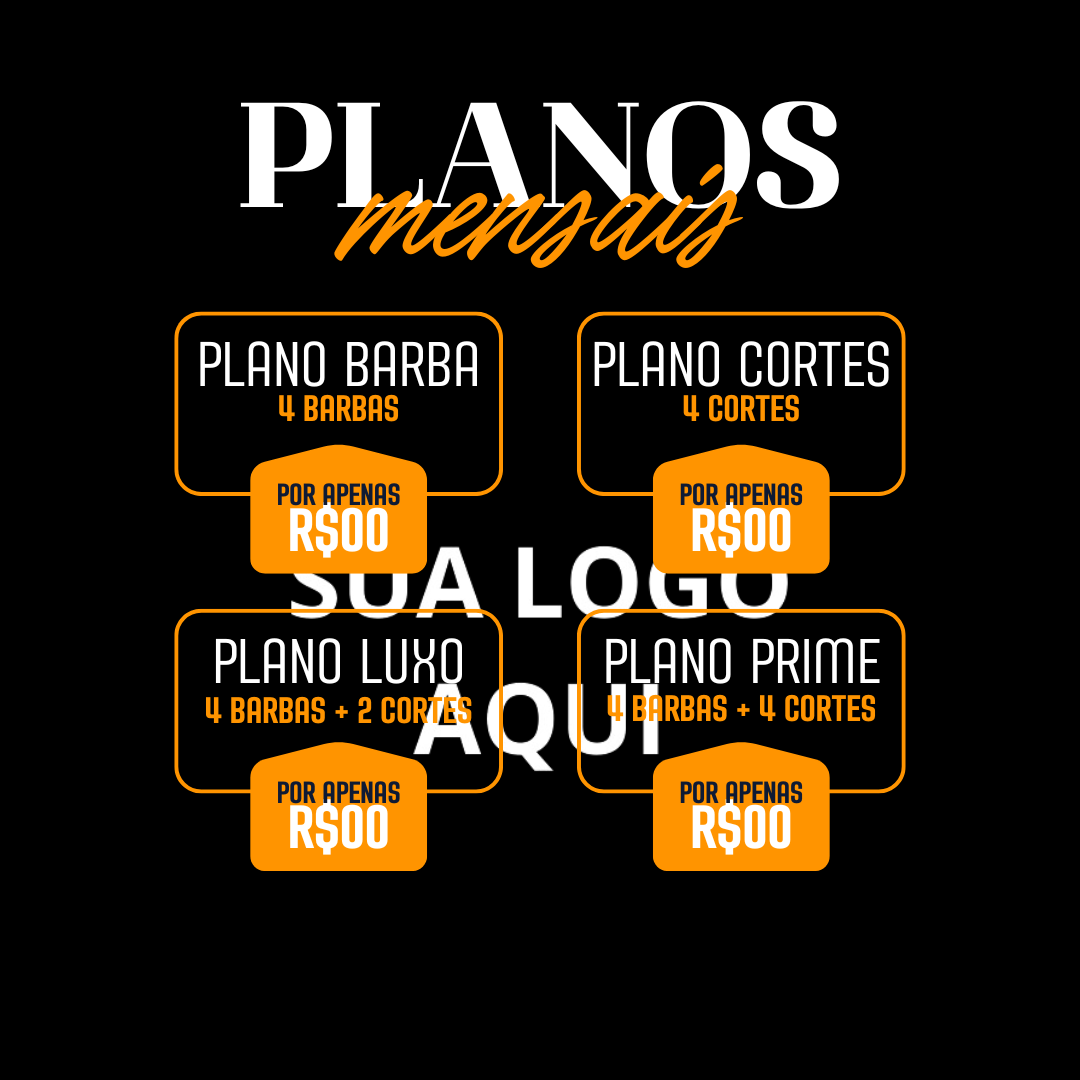 PLANOS
mensais
PLANO BARBA
4 BARBAS
POR APENAS
R$00
PLANO CORTES
4 CORTES
POR APENAS
R$00
SUA LOGO
AQUI
PLANO LUXO
4 BARBAS + 2 CORTES
POR APENAS
R$00
PLANO PRIME
4 BARBAS + 4 CORTES
POR APENAS
R$00